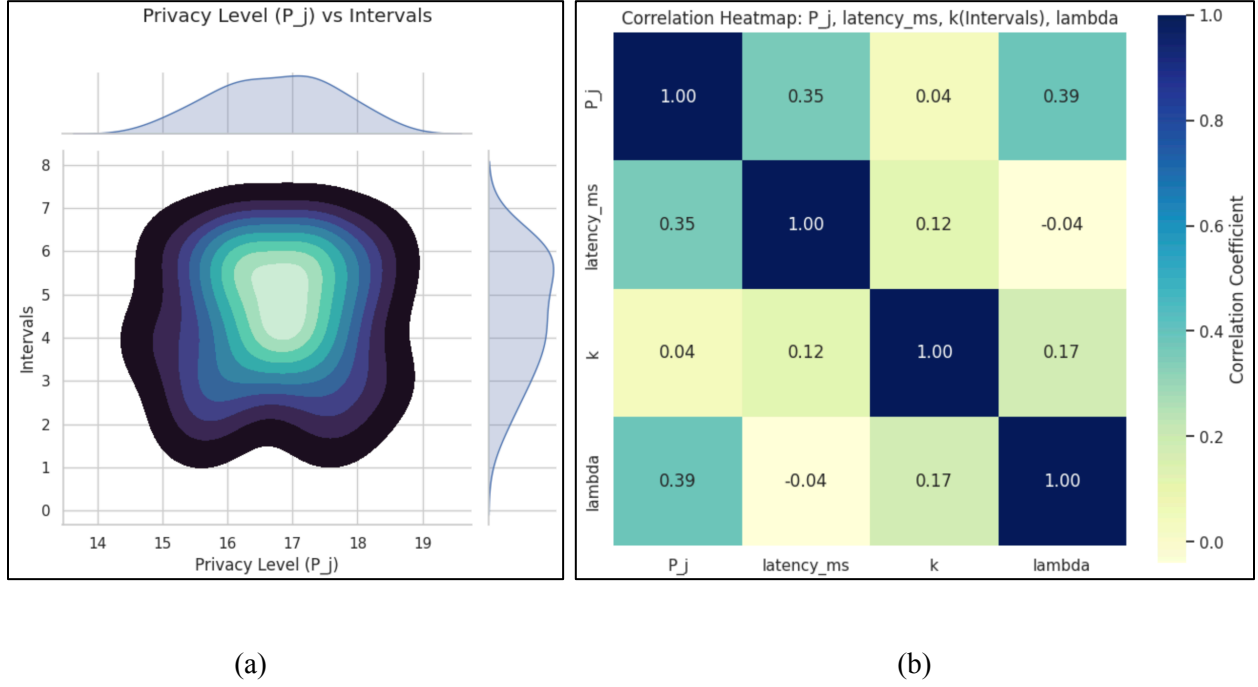 Privacy Level (P_j) vs Intervals
8
7
6
5
4
3
2
1
0
Intervals
14 15 16 17 18 19
Privacy Level (P_j)
(a)
Correlation Heatmap: P_j, latency_ms, k(Intervals), lambda
P_j
1.00 0.35 0.04 0.39
latency_ms
0.35 1.00 0.12 -0.04
k
0.04 0.12 1.00 0.17
lambda
0.39 -0.04 0.17 1.00
P_j latency_ms k lambda
1.0
0.8
0.6
0.4
0.2
0.0
Correlation Coefficient
(b)